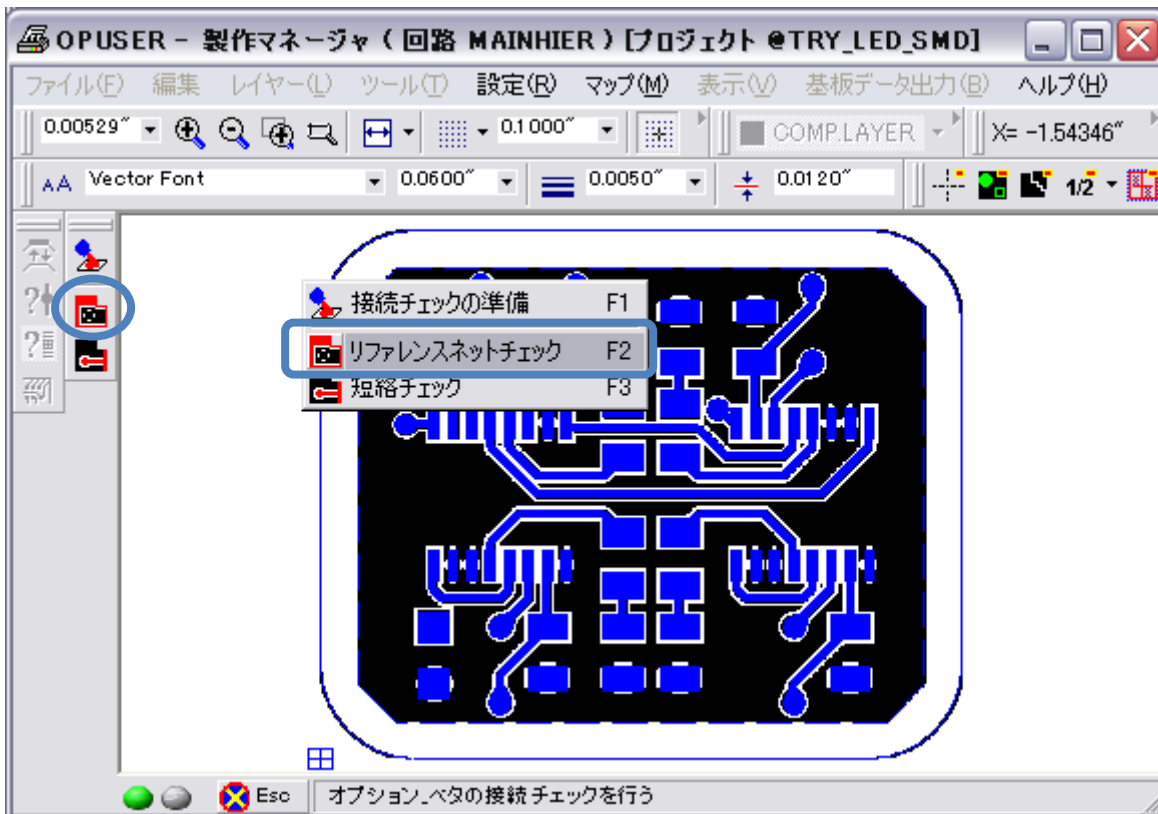 OPUSER - 製作マネージャ ( 回路 MAINHIER ) [プロジェクト @TRY_LED_SMD]
ファイル(F) 編集 レイヤー(L) ツール(T) 設定(R) マップ(M) 表示(V) 基板データ出力(B) ヘルプ(H)
0.00529" 0.1000" COMP.LAYER X= -1.54346"
AA Vector Font 0.0600" 0.0050" 0.0120" 1/2
接続チェックの準備 F1
リファレンスネットチェック F2
短絡チェック F3
Esc オプション_ベタの接続チェックを行う